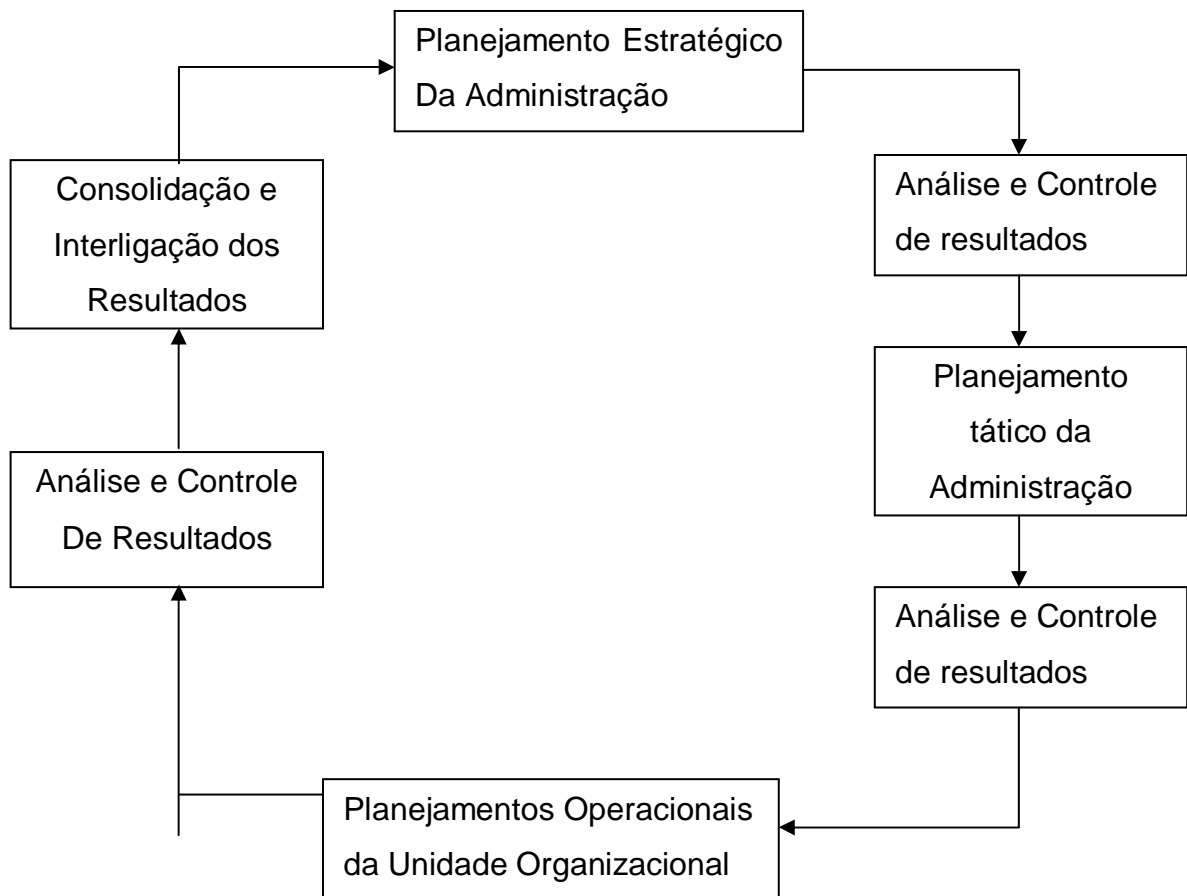 Planejamento Estratégico
Da Administração
Análise e Controle
de resultados
Planejamento
tático da
Administração
Análise e Controle
de resultados
Planejamentos Operacionais
da Unidade Organizacional
Análise e Controle
De Resultados
Consolidação e
Interligação dos
Resultados